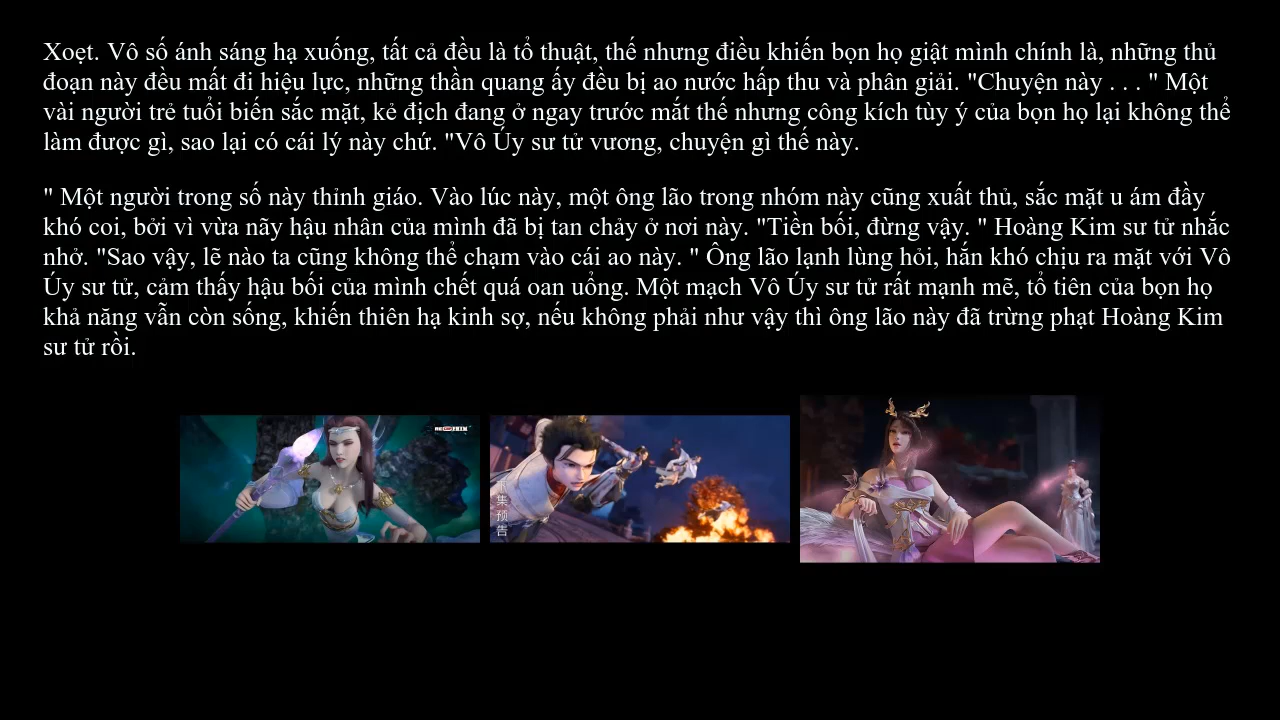 Xoẹt. Vô số ánh sáng hạ xuống, tất cả đều là tổ thuật, thế nhưng điều khiến bọn họ giật mình chính là, những thủ
đoạn này đều mất đi hiệu lực, những thần quang ấy đều bị ao nước hấp thu và phân giải. "Chuyện này . . . " Một
vài người trẻ tuổi biến sắc mặt, kẻ địch đang ở ngay trước mắt thế nhưng công kích tùy ý của bọn họ lại không thể
làm được gì, sao lại có cái lý này chứ. "Vô Úy sư tử vương, chuyện gì thế này.
" Một người trong số này thỉnh giáo. Vào lúc này, một ông lão trong nhóm này cũng xuất thủ, sắc mặt u ám đầy
khó coi, bởi vì vừa nãy hậu nhân của mình đã bị tan chảy ở nơi này. "Tiền bối, đừng vậy. " Hoàng Kim sư tử nhắc
nhở. "Sao vậy, lẽ nào ta cũng không thể chạm vào cái ao này. " Ông lão lạnh lùng hỏi, hắn khó chịu ra mặt với Vô
Úy sư tử, cảm thấy hậu bối của mình chết quá oan uổng. Một mạch Vô Úy sư tử rất mạnh mẽ, tổ tiên của bọn họ
khả năng vẫn còn sống, khiến thiên hạ kinh sợ, nếu không phải như vậy thì ông lão này đã trừng phạt Hoàng Kim
sư tử rồi.
集预告